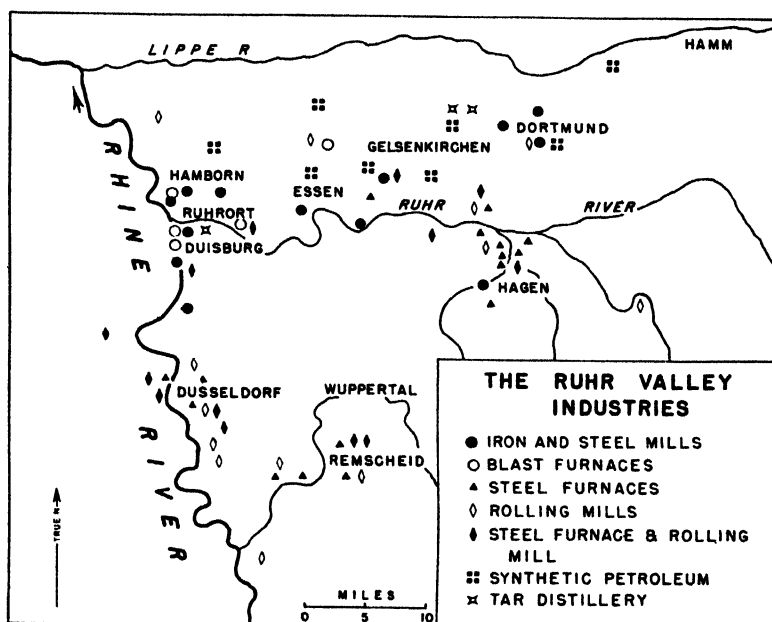 LIPPE R
HAMM
DORTMUND
GELSENKIRCHEN
HAMBORN
ESSEN
RUHRORT
RUHR
RIVER
DUISBURG
HAGEN
RHINE
RIVER
DUSSELDORF
WUPPERTAL
REMSCHEID
TRUE N
MILES
0 5 10
THE RUHR VALLEY
INDUSTRIES
IRON AND STEEL MILLS
BLAST FURNACES
STEEL FURNACES
ROLLING MILLS
STEEL FURNACE & ROLLING
MILL
SYNTHETIC PETROLEUM
TAR DISTILLERY